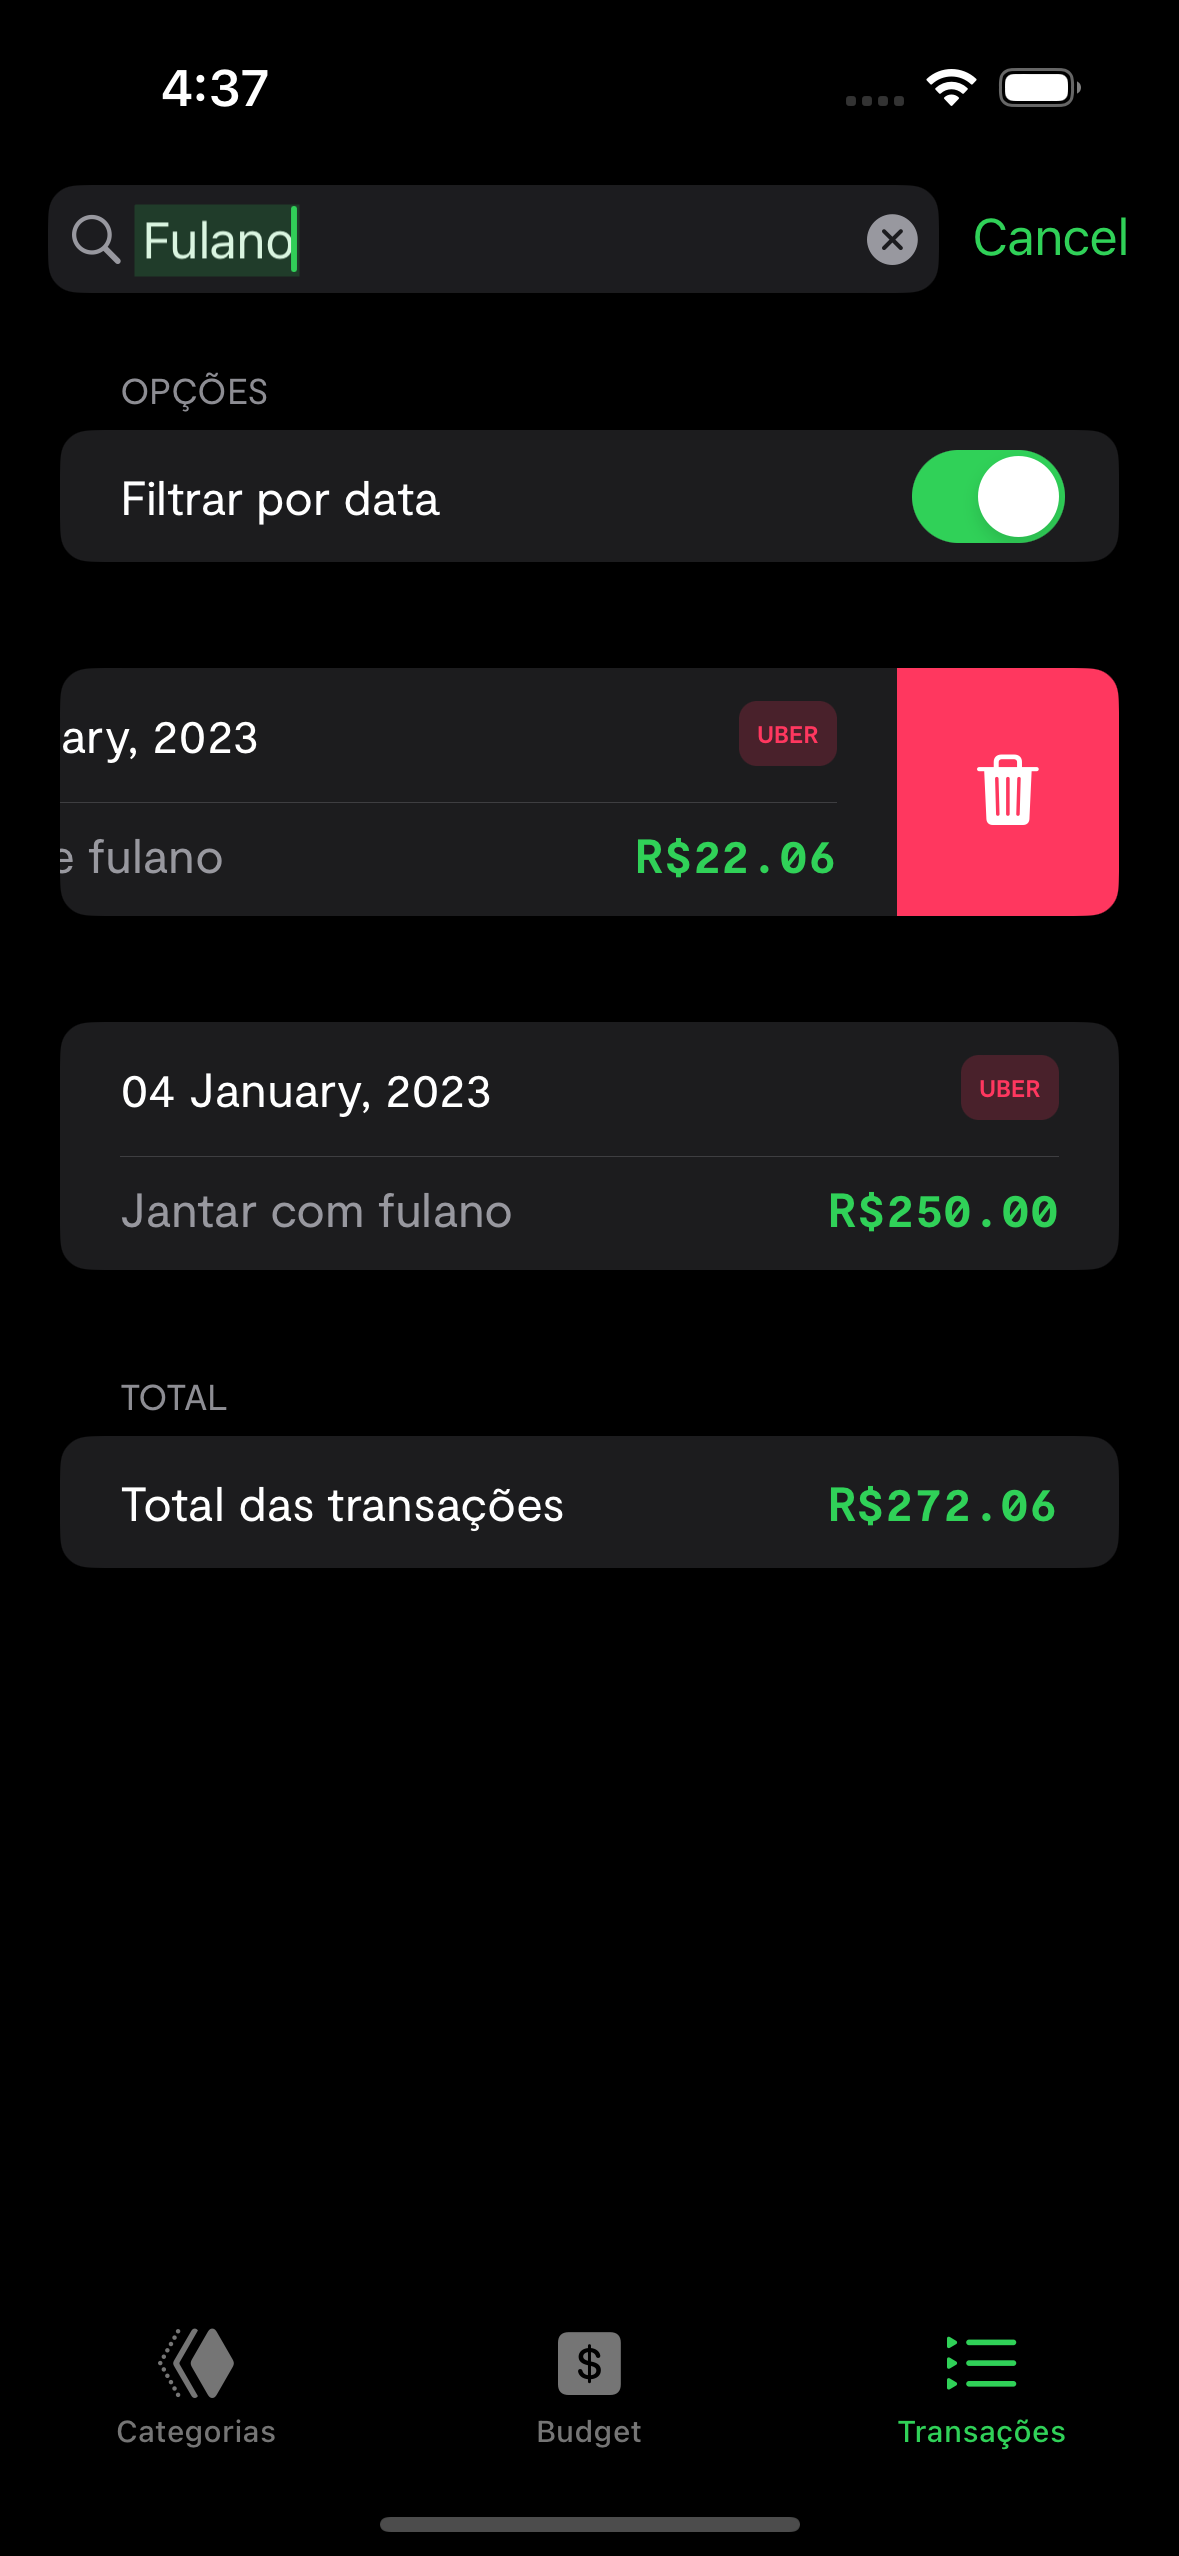 4:37
Fulano
Cancel
OPÇÕES
Filtrar por data
ary, 2023
UBER
e fulano
R$22.06
04 January, 2023
UBER
Jantar com fulano
R$250.00
TOTAL
Total das transações
R$272.06
Categorias
Budget
Transações